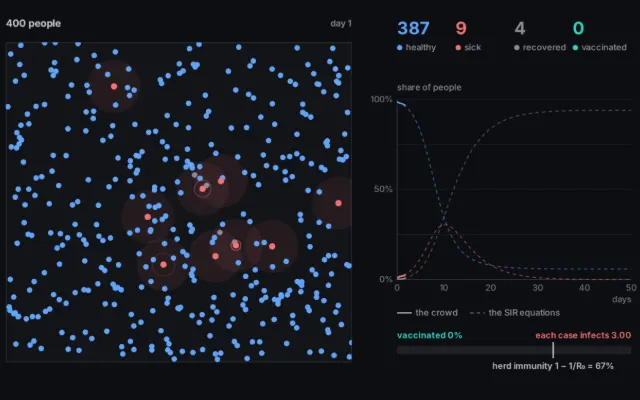 400 people
day 1
387 9 4 0
healthy sick recovered vaccinated
share of people
100%
50%
0%
0 10 20 30 40 50
days
the crowd the SIR equations
vaccinated 0% each case infects 3.00
herd immunity 1 − 1/R₀ = 67%